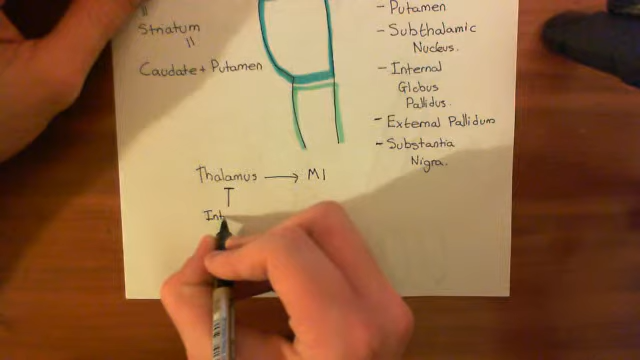 =
Striatum
=
Caudate + Putamen
- Putamen
- Subthalamic
Nucleus.
- Internal
Globus
Pallidus.
- External Pallidum
- Substantia
Nigra.
Thalamus → M1
Int